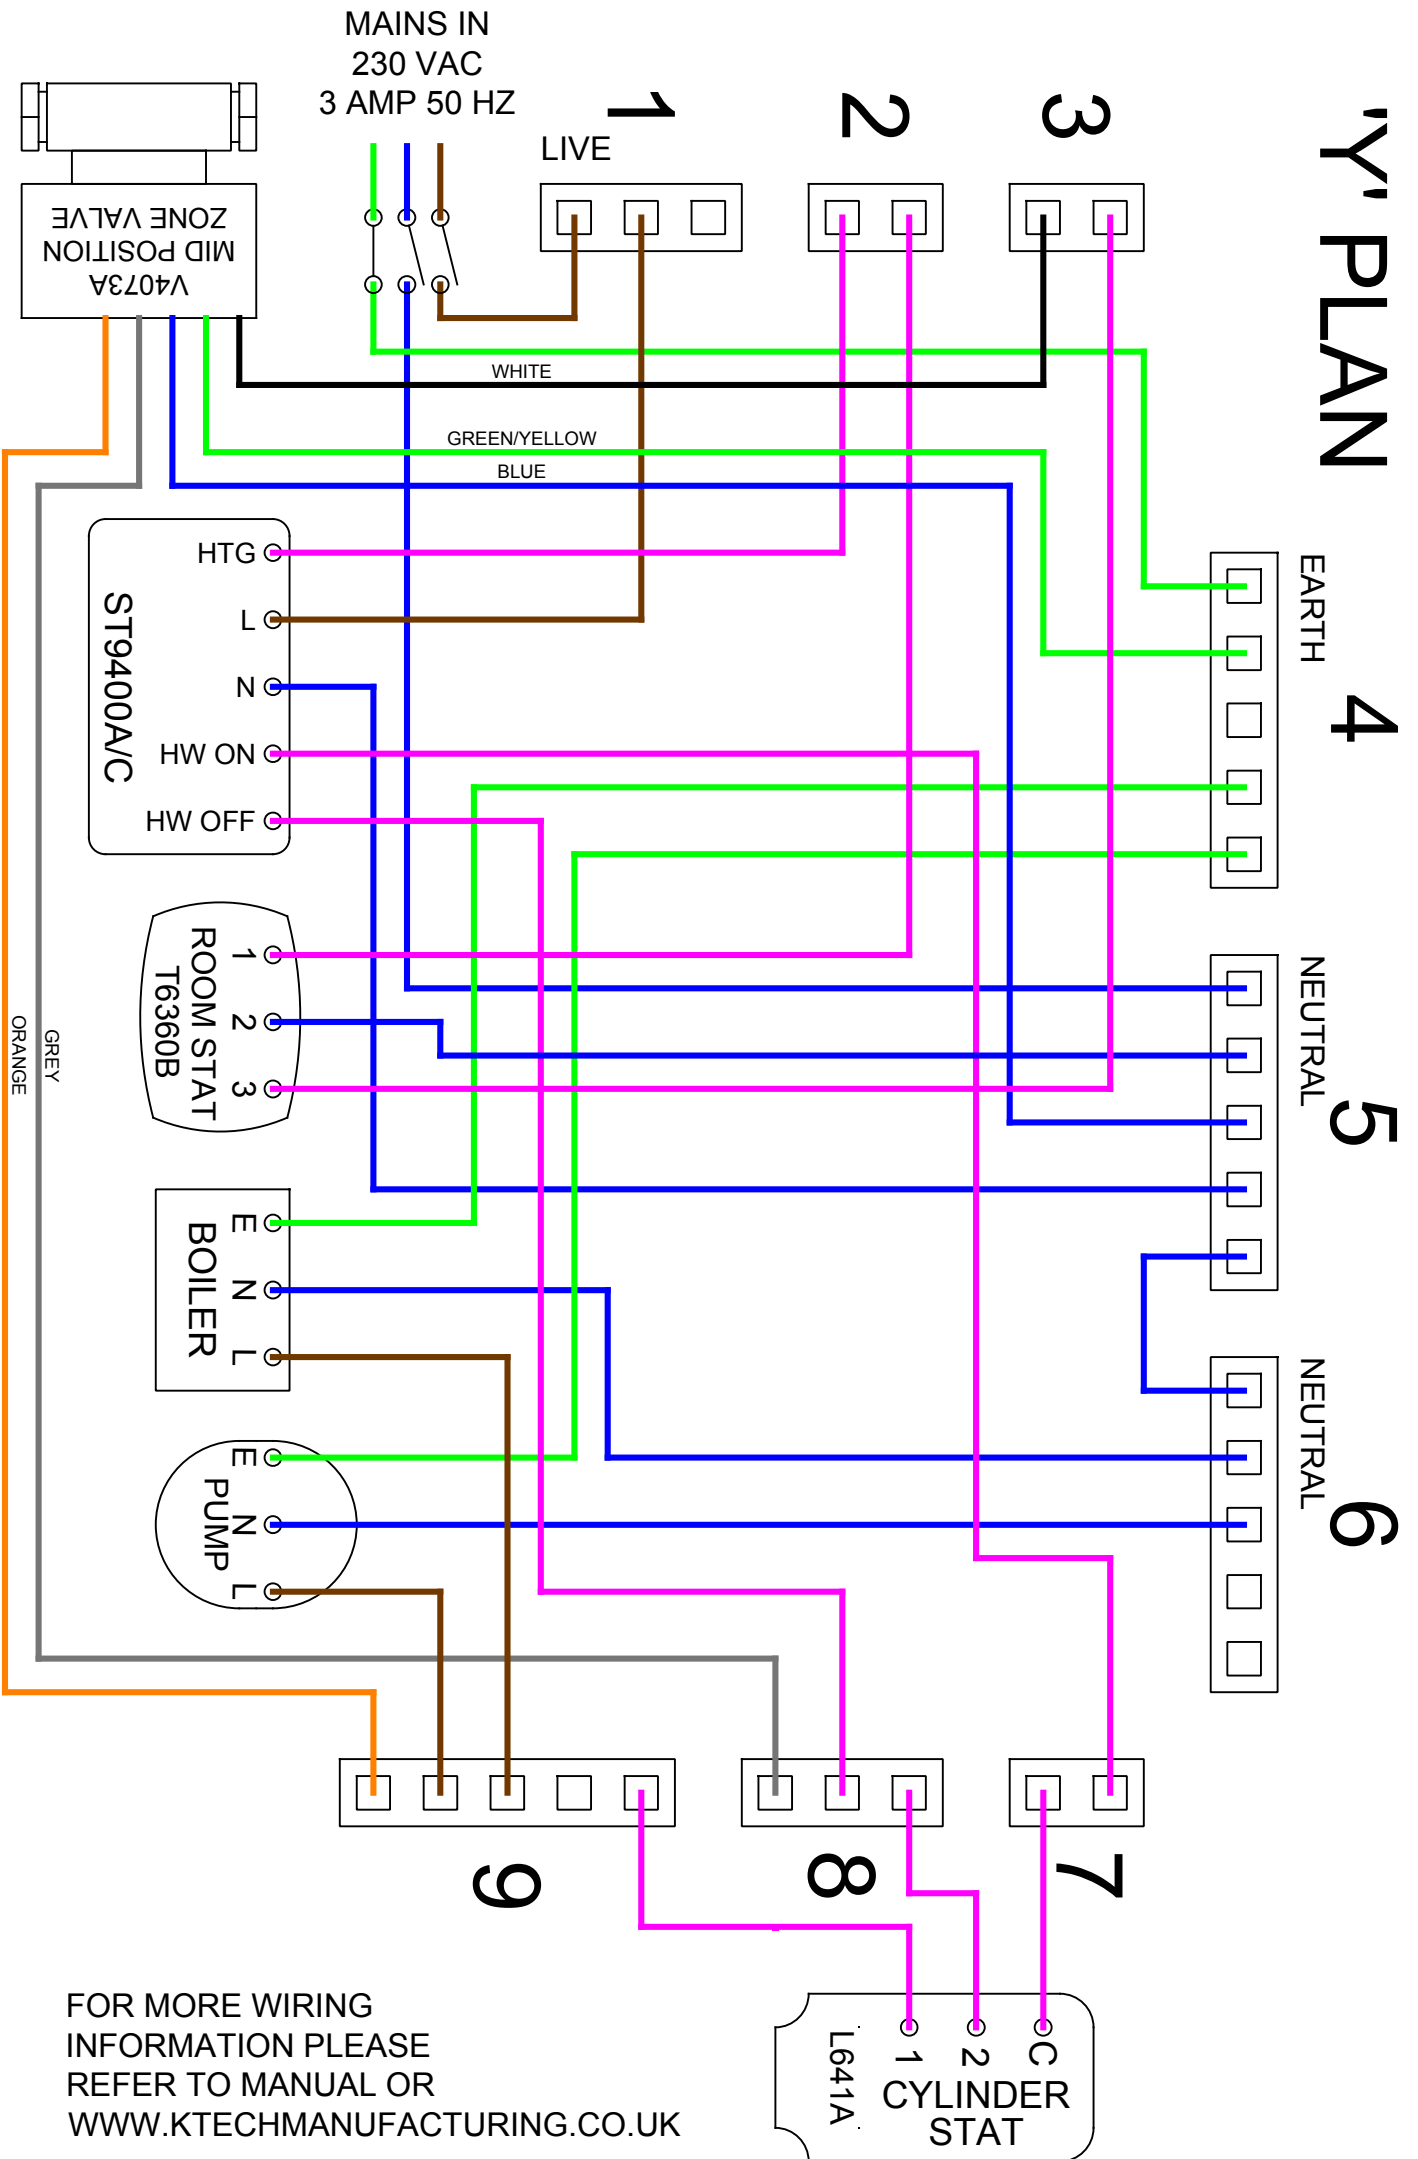 MAINS IN
230 VAC
3 AMP 50 HZ
1
2
3
'Y' PLAN
LIVE
V4073A
MID POSITION
ZONE VALVE
WHITE
GREEN/YELLOW
BLUE
HTG
L
N
HW ON
HW OFF
ST9400A/C
EARTH
4
1
2
3
ROOM STAT
T6360B
NEUTRAL
5
GREY
ORANGE
E
N
L
BOILER
NEUTRAL
6
E
N
L
PUMP
9
8
7
1
2
C
CYLINDER
STAT
L641A
FOR MORE WIRING
INFORMATION PLEASE
REFER TO MANUAL OR
WWW.KTECHMANUFACTURING.CO.UK